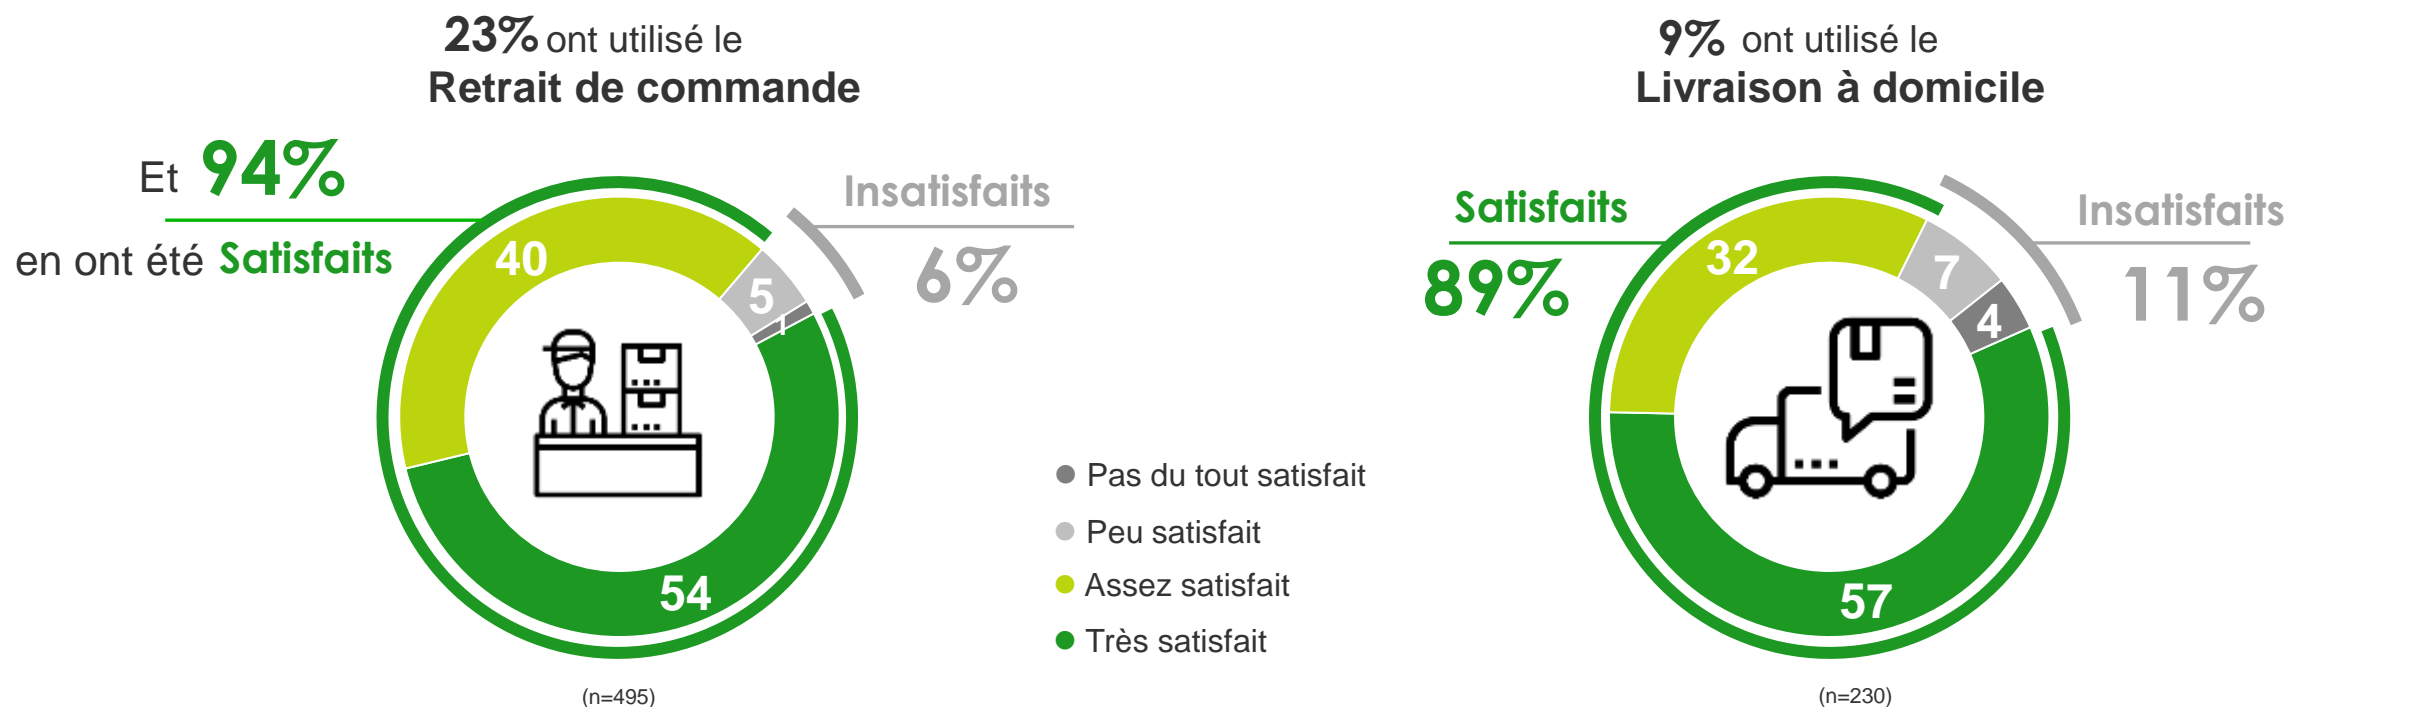 23% ont utilisé le
Retrait de commande
Et 94%
en ont été Satisfaits
Insatisfaits
6%
40
5
1
54
(n=495)
Pas du tout satisfait
Peu satisfait
Assez satisfait
Très satisfait
9% ont utilisé le
Livraison à domicile
Satisfaits
89%
Insatisfaits
11%
32
7
4
57
(n=230)